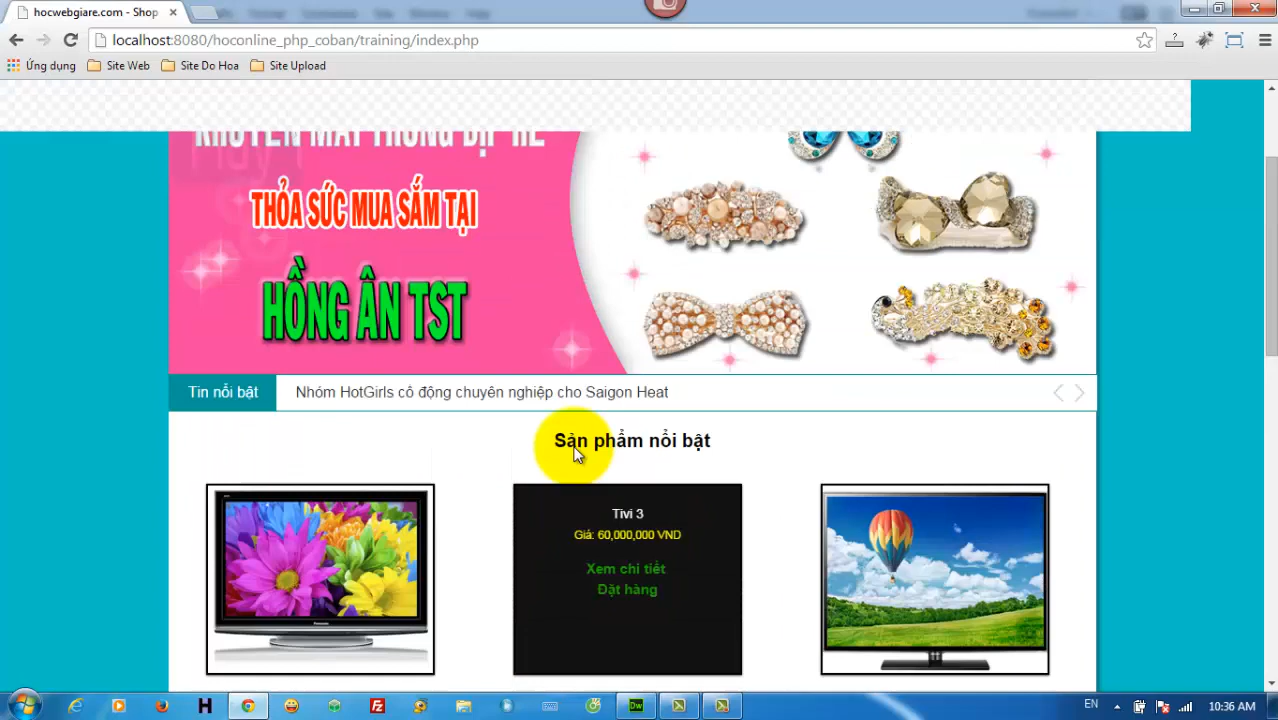 hocwebgiare.com - Shop
localhost:8080/hoconline_php_coban/training/index.php
Ứng dụng Site Web Site Do Hoa Site Upload
THỎA SỨC MUA SẮM TẠI
HỒNG ÂN TST
Tin nổi bật Nhóm HotGirls cổ động chuyên nghiệp cho Saigon Heat
Sản phẩm nổi bật
Tivi 3
Giá: 60,000,000 VND
Xem chi tiết
Đặt hàng
EN 10:36 AM